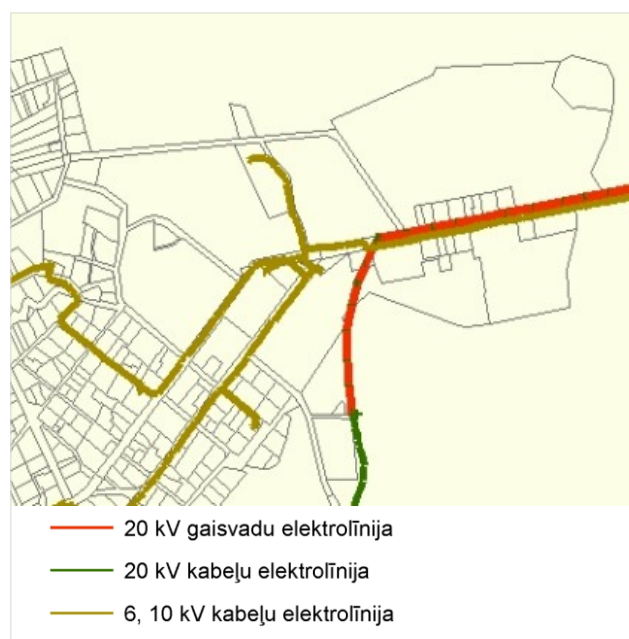 20 kV gaisvadu elektrolīnija
20 kV kabeļu elektrolīnija
6, 10 kV kabeļu elektrolīnija